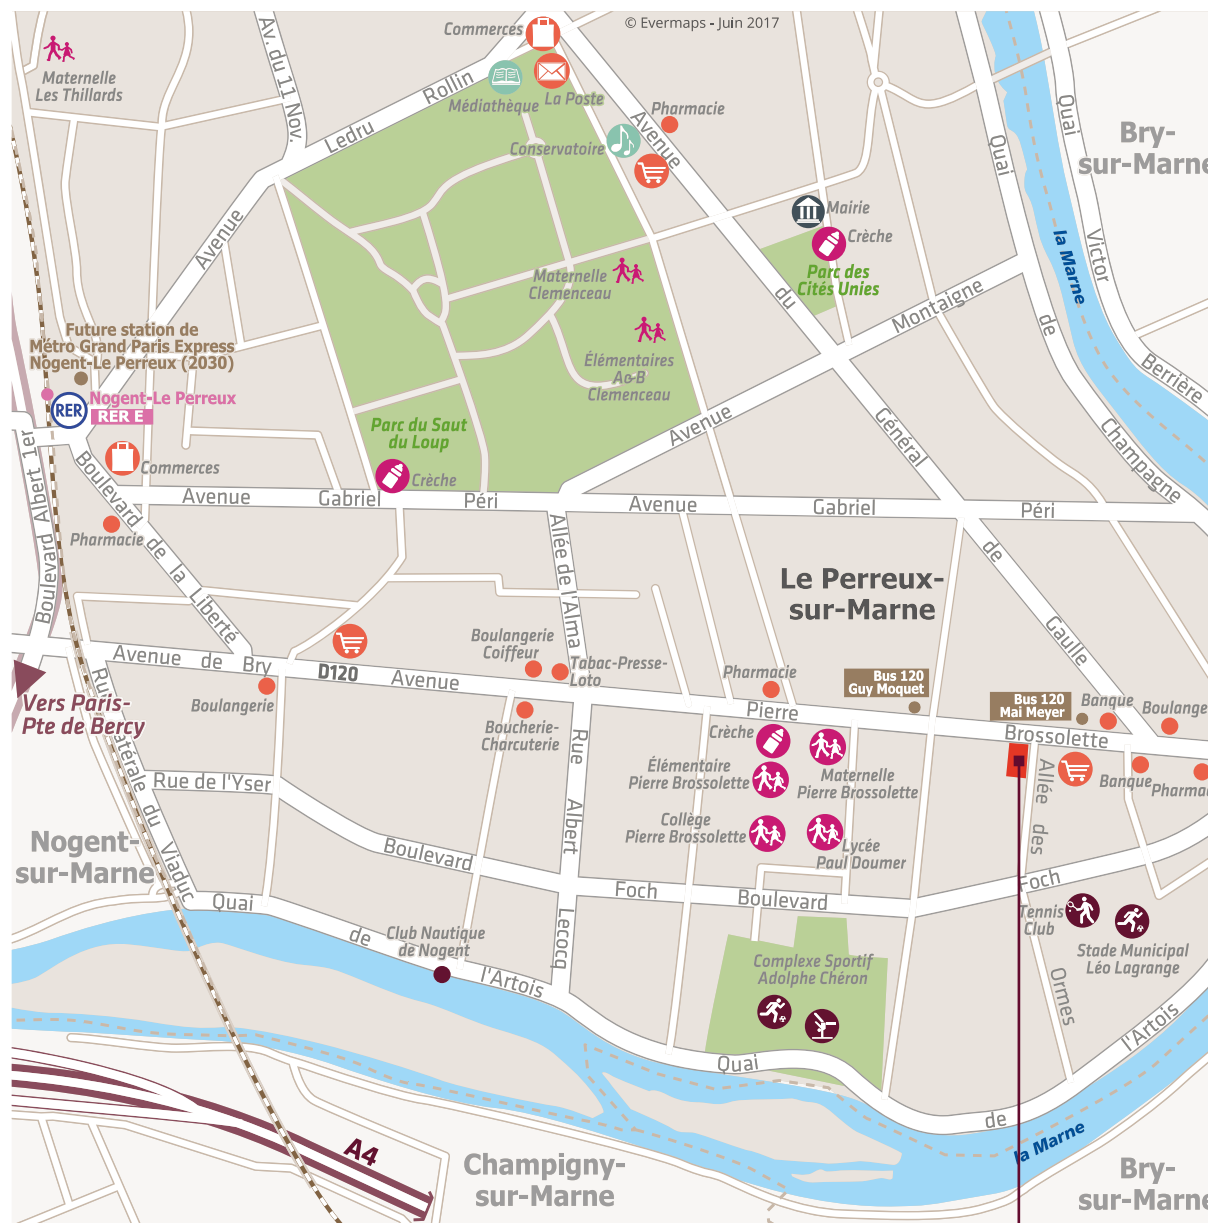 © Evermaps - Juin 2017
Commerces
Maternelle
Les Thillards
Av. du 11 Nov.
Ledru
Rollin
Avenue
Médiathèque
La Poste
Pharmacie
Conservatoire
Avenue
du
Général
de
Gaulle
Quai
de
Champagne
Quai
Victor
Berrière
la Marne
Bry-
sur-Marne
Mairie
Crèche
Parc des
Cités Unies
Maternelle
Clemenceau
Élémentaires
A & B
Clemenceau
Avenue
Montaigne
Future station de
Métro Grand Paris Express
Nogent-Le Perreux (2030)
RER
Nogent-Le Perreux
RER E
Commerces
Parc du Saut
du Loup
Crèche
Boulevard Albert 1er
Boulevard de la Liberté
Avenue Gabriel Péri
Avenue Gabriel Péri
Pharmacie
Allée de l'Alma
Le Perreux-
sur-Marne
Avenue de Bry
D120
Avenue
Pierre
Brossolette
Boulangerie
Coiffeur
Tabac-Presse-
Loto
Boulangerie
Boucherie-
Charcuterie
Pharmacie
Bus 120
Guy Moquet
Bus 120
Mai Meyer
Banque
Boulange
Banque
Pharma
Vers Paris-
Pte de Bercy
Rue
atérale du Viaduc
Rue de l'Yser
Rue Albert Lecocq
Crèche
Élémentaire
Pierre Brossolette
Maternelle
Pierre Brossolette
Collège
Pierre Brossolette
Lycée
Paul Doumer
Allée des Ormes
Nogent-
sur-Marne
Boulevard
Foch
Boulevard
Foch
Quai
de
l'Artois
Club Nautique
de Nogent
Tennis
Club
Stade Municipal
Léo Lagrange
Complexe Sportif
Adolphe Chéron
Quai
de
l'Artois
la Marne
A4
Champigny-
sur-Marne
Bry-
sur-Marne